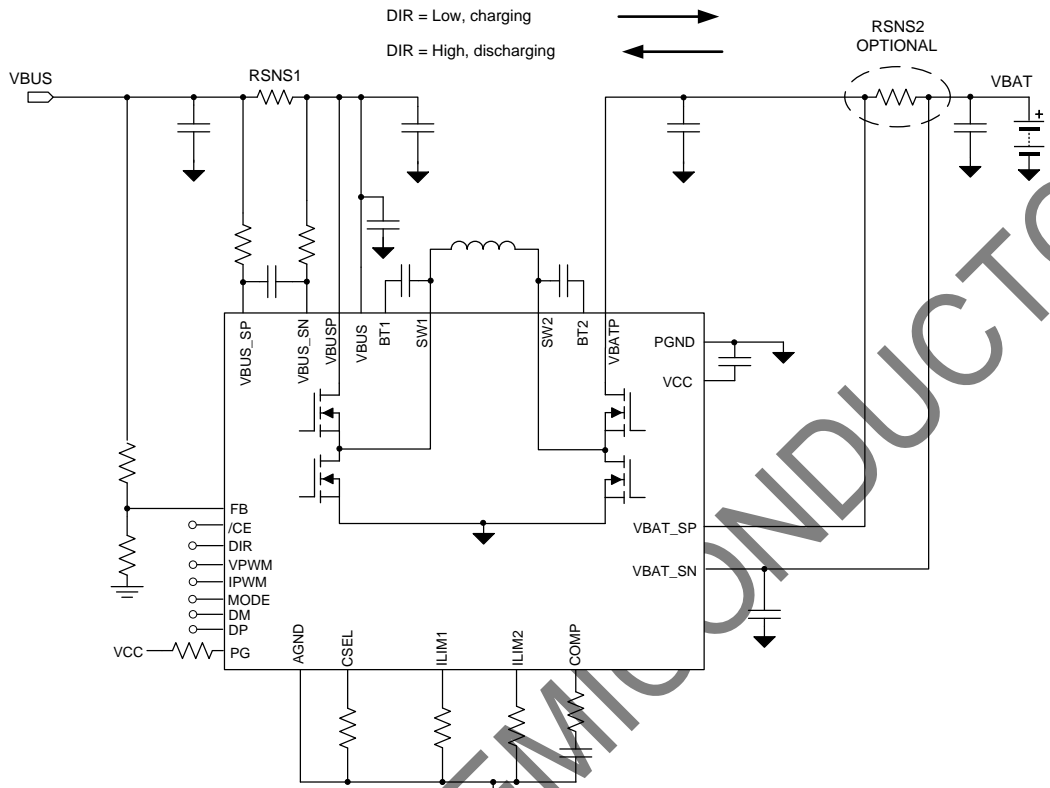 DIR = Low, charging
DIR = High, discharging
RSNS2
OPTIONAL
VBUS
RSNS1
VBAT
+
VBUS_SP
VBUS_SN
VBUSP
VBUS
BT1
SW1
SW2
BT2
VBATP
PGND
VCC
FB
/CE
DIR
VPWM
IPWM
MODE
DM
DP
VCC
PG
VBAT_SP
VBAT_SN
AGND
CSEL
ILIM1
ILIM2
COMP